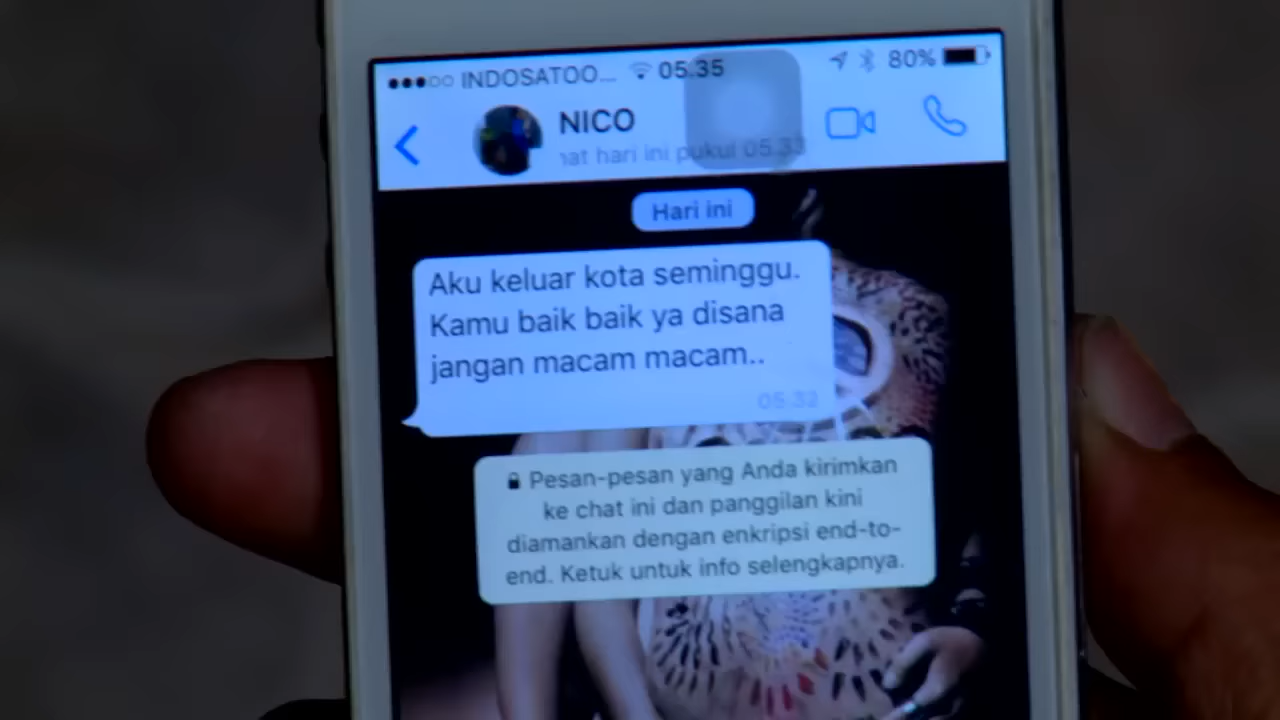 INDOSATOO... 05.35 80%
NICO
hat hari ini pukul 05.33
Hari ini
Aku keluar kota seminggu.
Kamu baik baik ya disana
jangan macam macam..
05.32
Pesan-pesan yang Anda kirimkan
ke chat ini dan panggilan kini
diamankan dengan enkripsi end-to-
end. Ketuk untuk info selengkapnya.